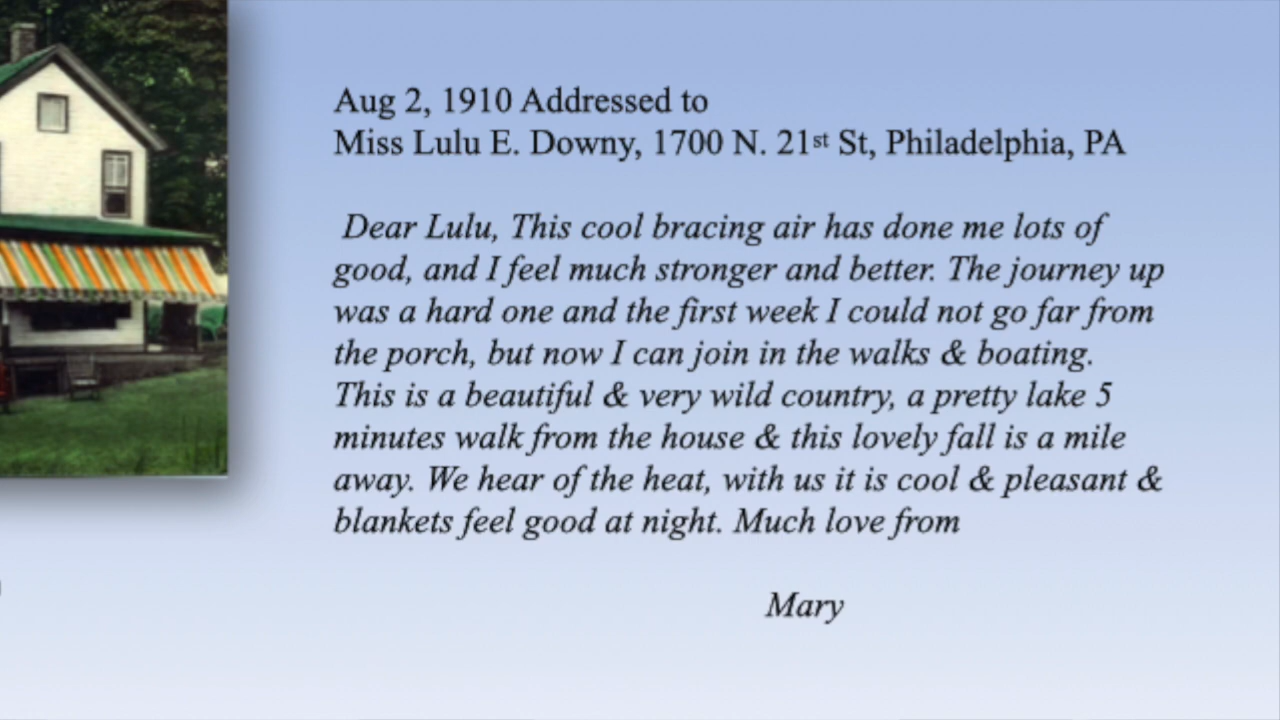 Aug 2, 1910 Addressed to
Miss Lulu E. Downy, 1700 N. 21st St, Philadelphia, PA
Dear Lulu, This cool bracing air has done me lots of
good, and I feel much stronger and better. The journey up
was a hard one and the first week I could not go far from
the porch, but now I can join in the walks & boating.
This is a beautiful & very wild country, a pretty lake 5
minutes walk from the house & this lovely fall is a mile
away. We hear of the heat, with us it is cool & pleasant &
blankets feel good at night. Much love from
Mary